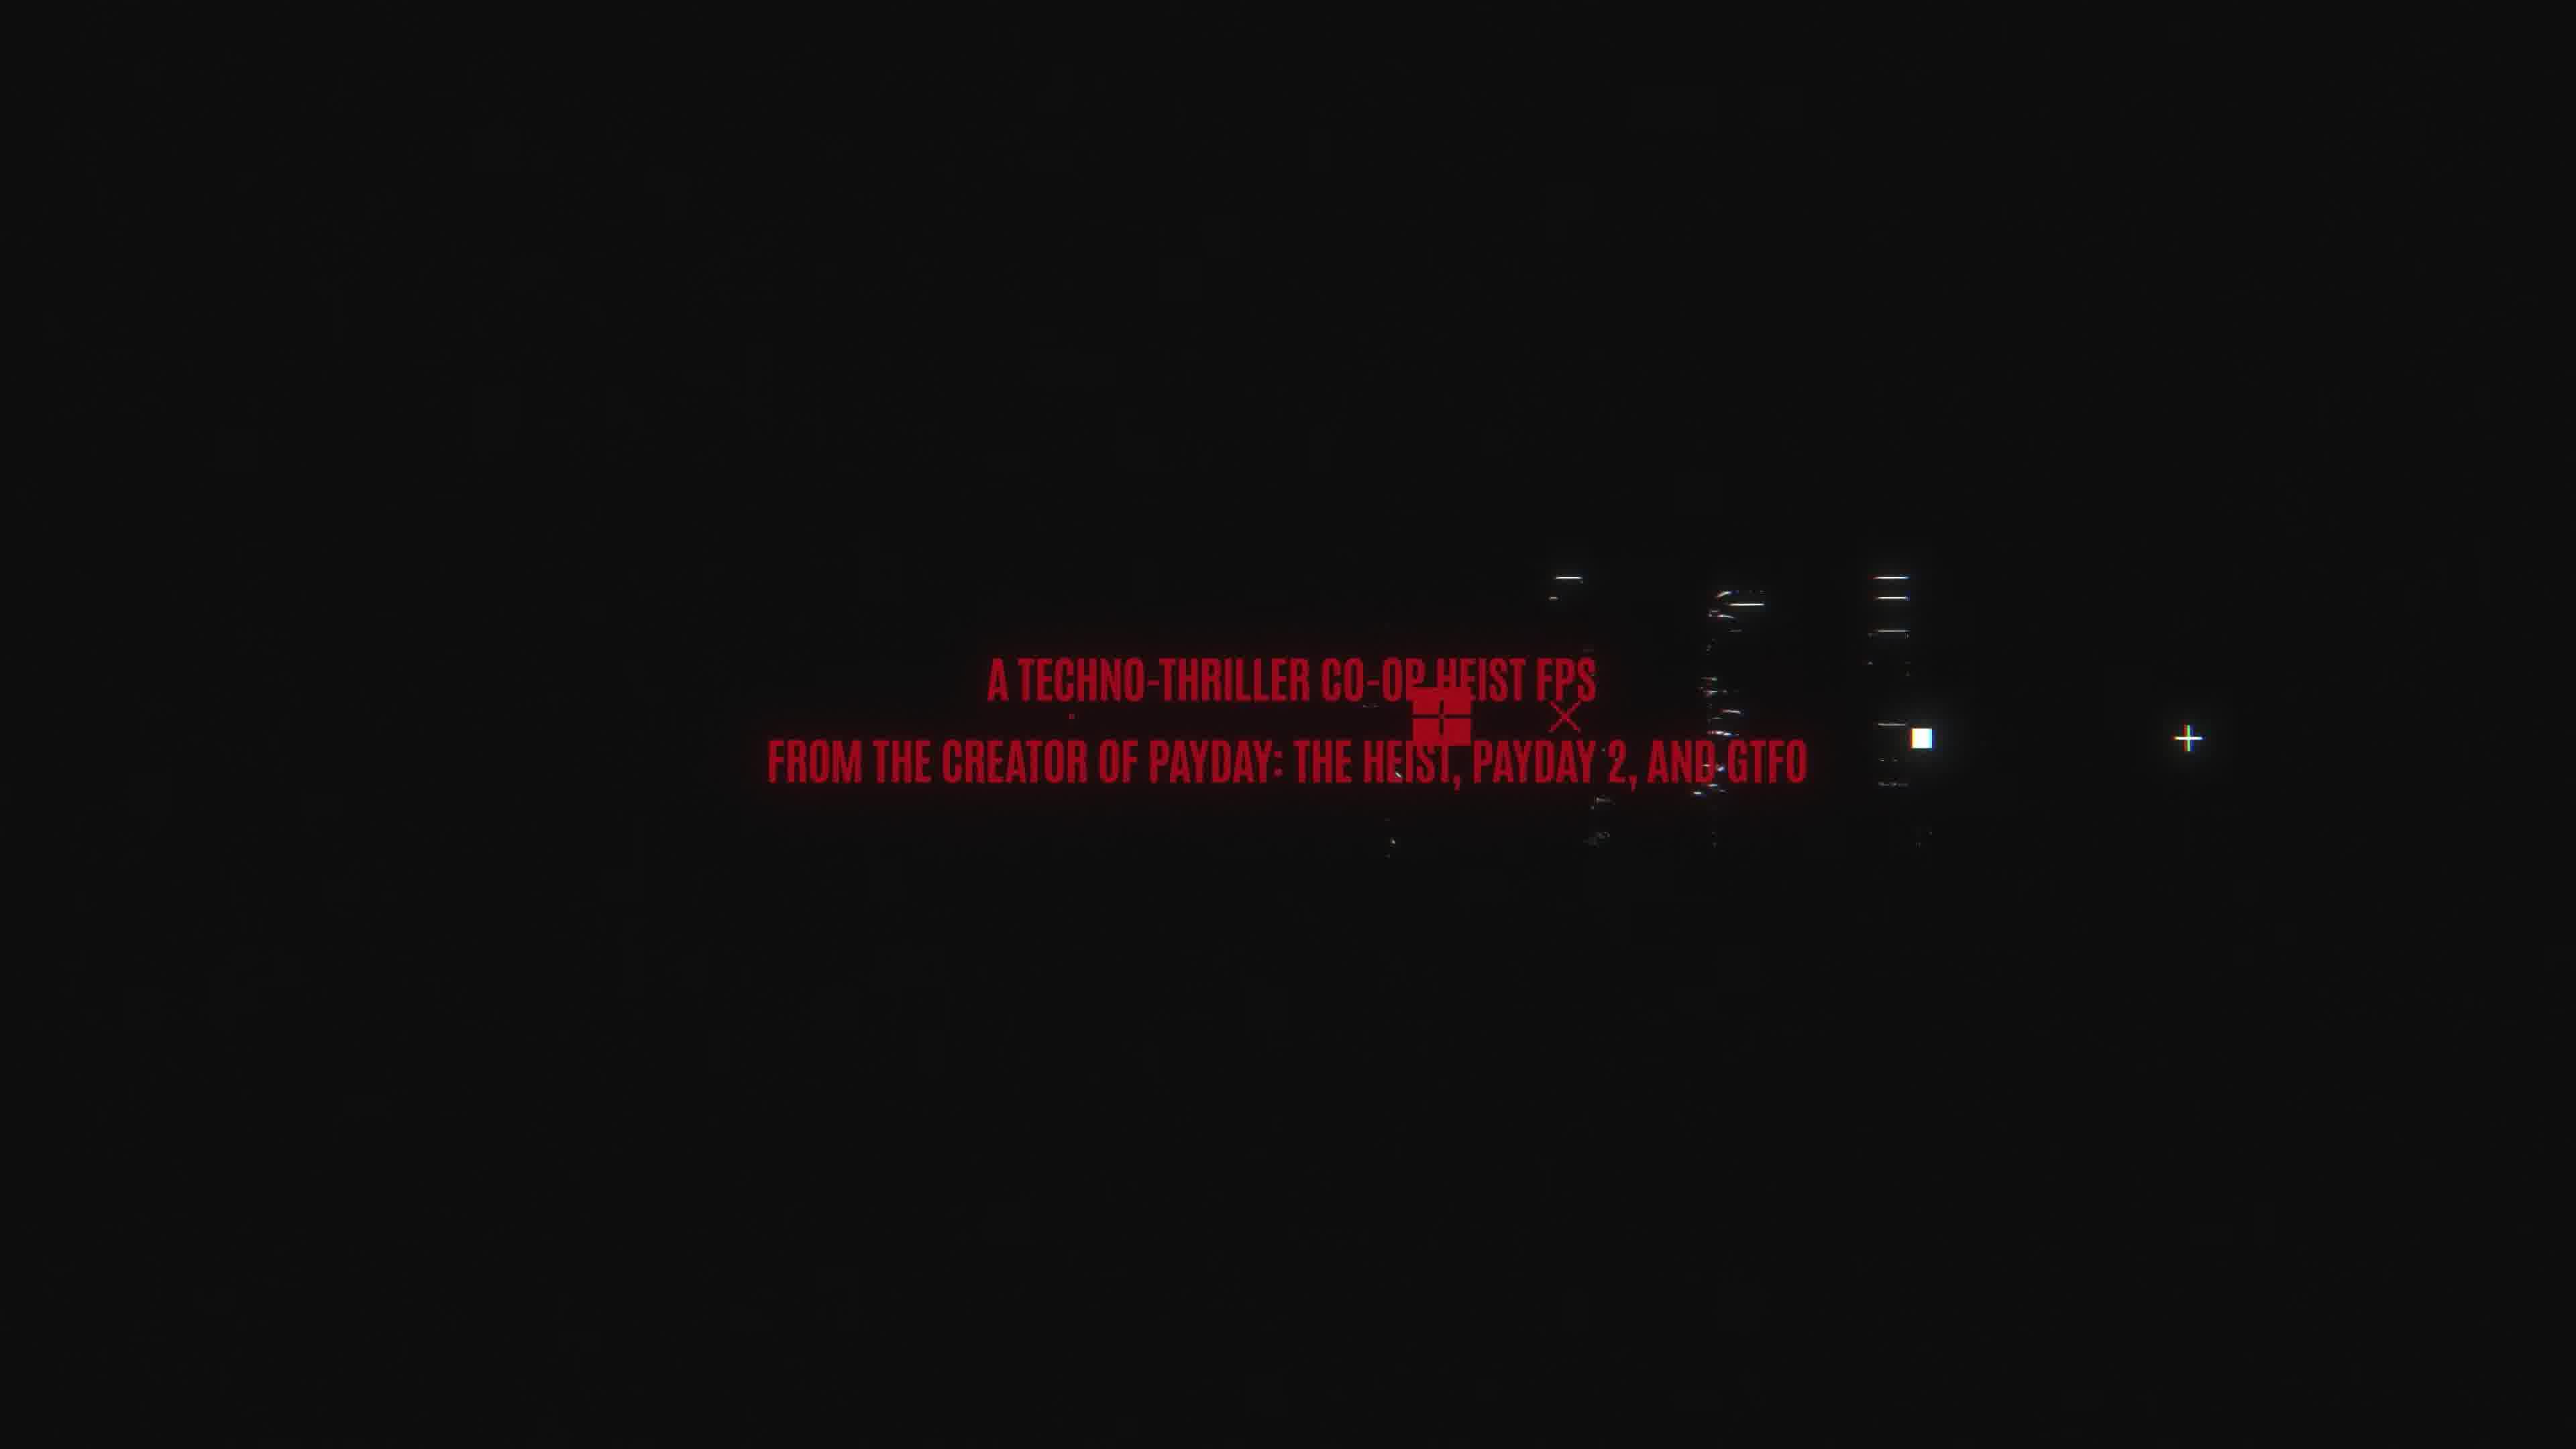 A TECHNO-THRILLER CO-OP HEIST FPS
FROM THE CREATOR OF PAYDAY: THE HEIST, PAYDAY 2, AND GTFO